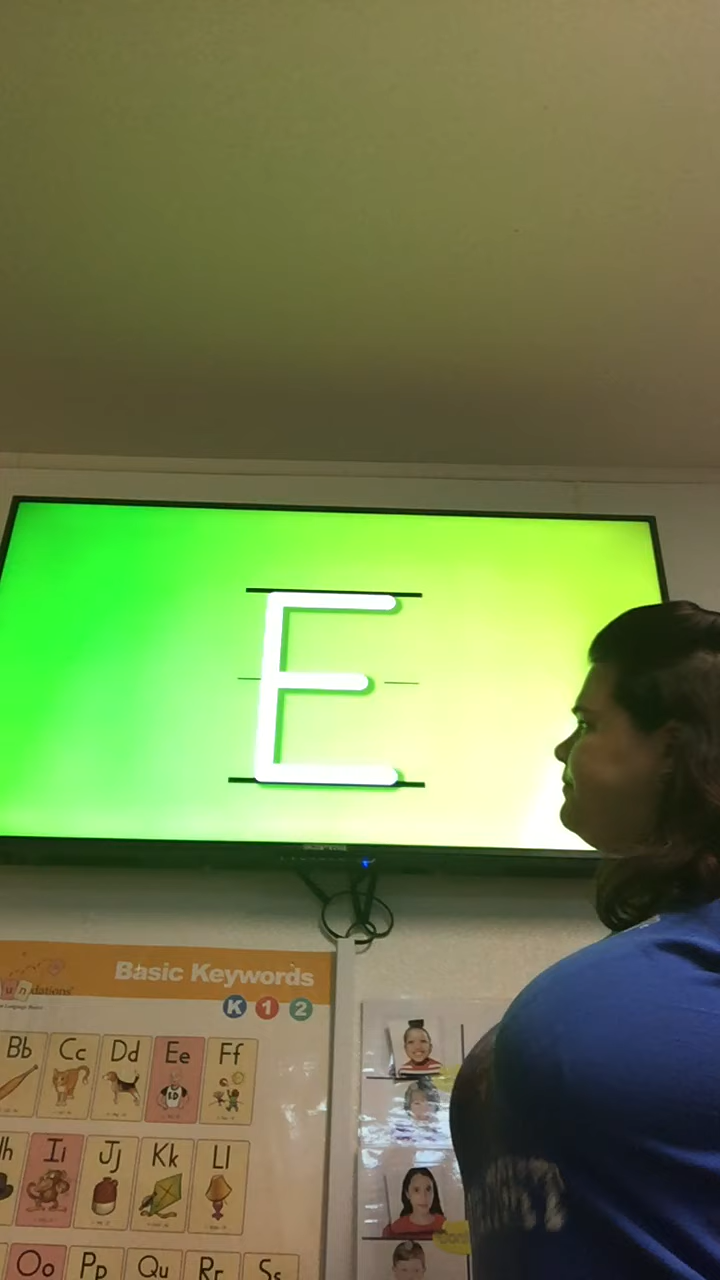 E
Basic Keywords
K 1 2
Bb Cc Dd Ee Ff
Ii Jj Kk Ll
Oo Pp Qu Rr Ss